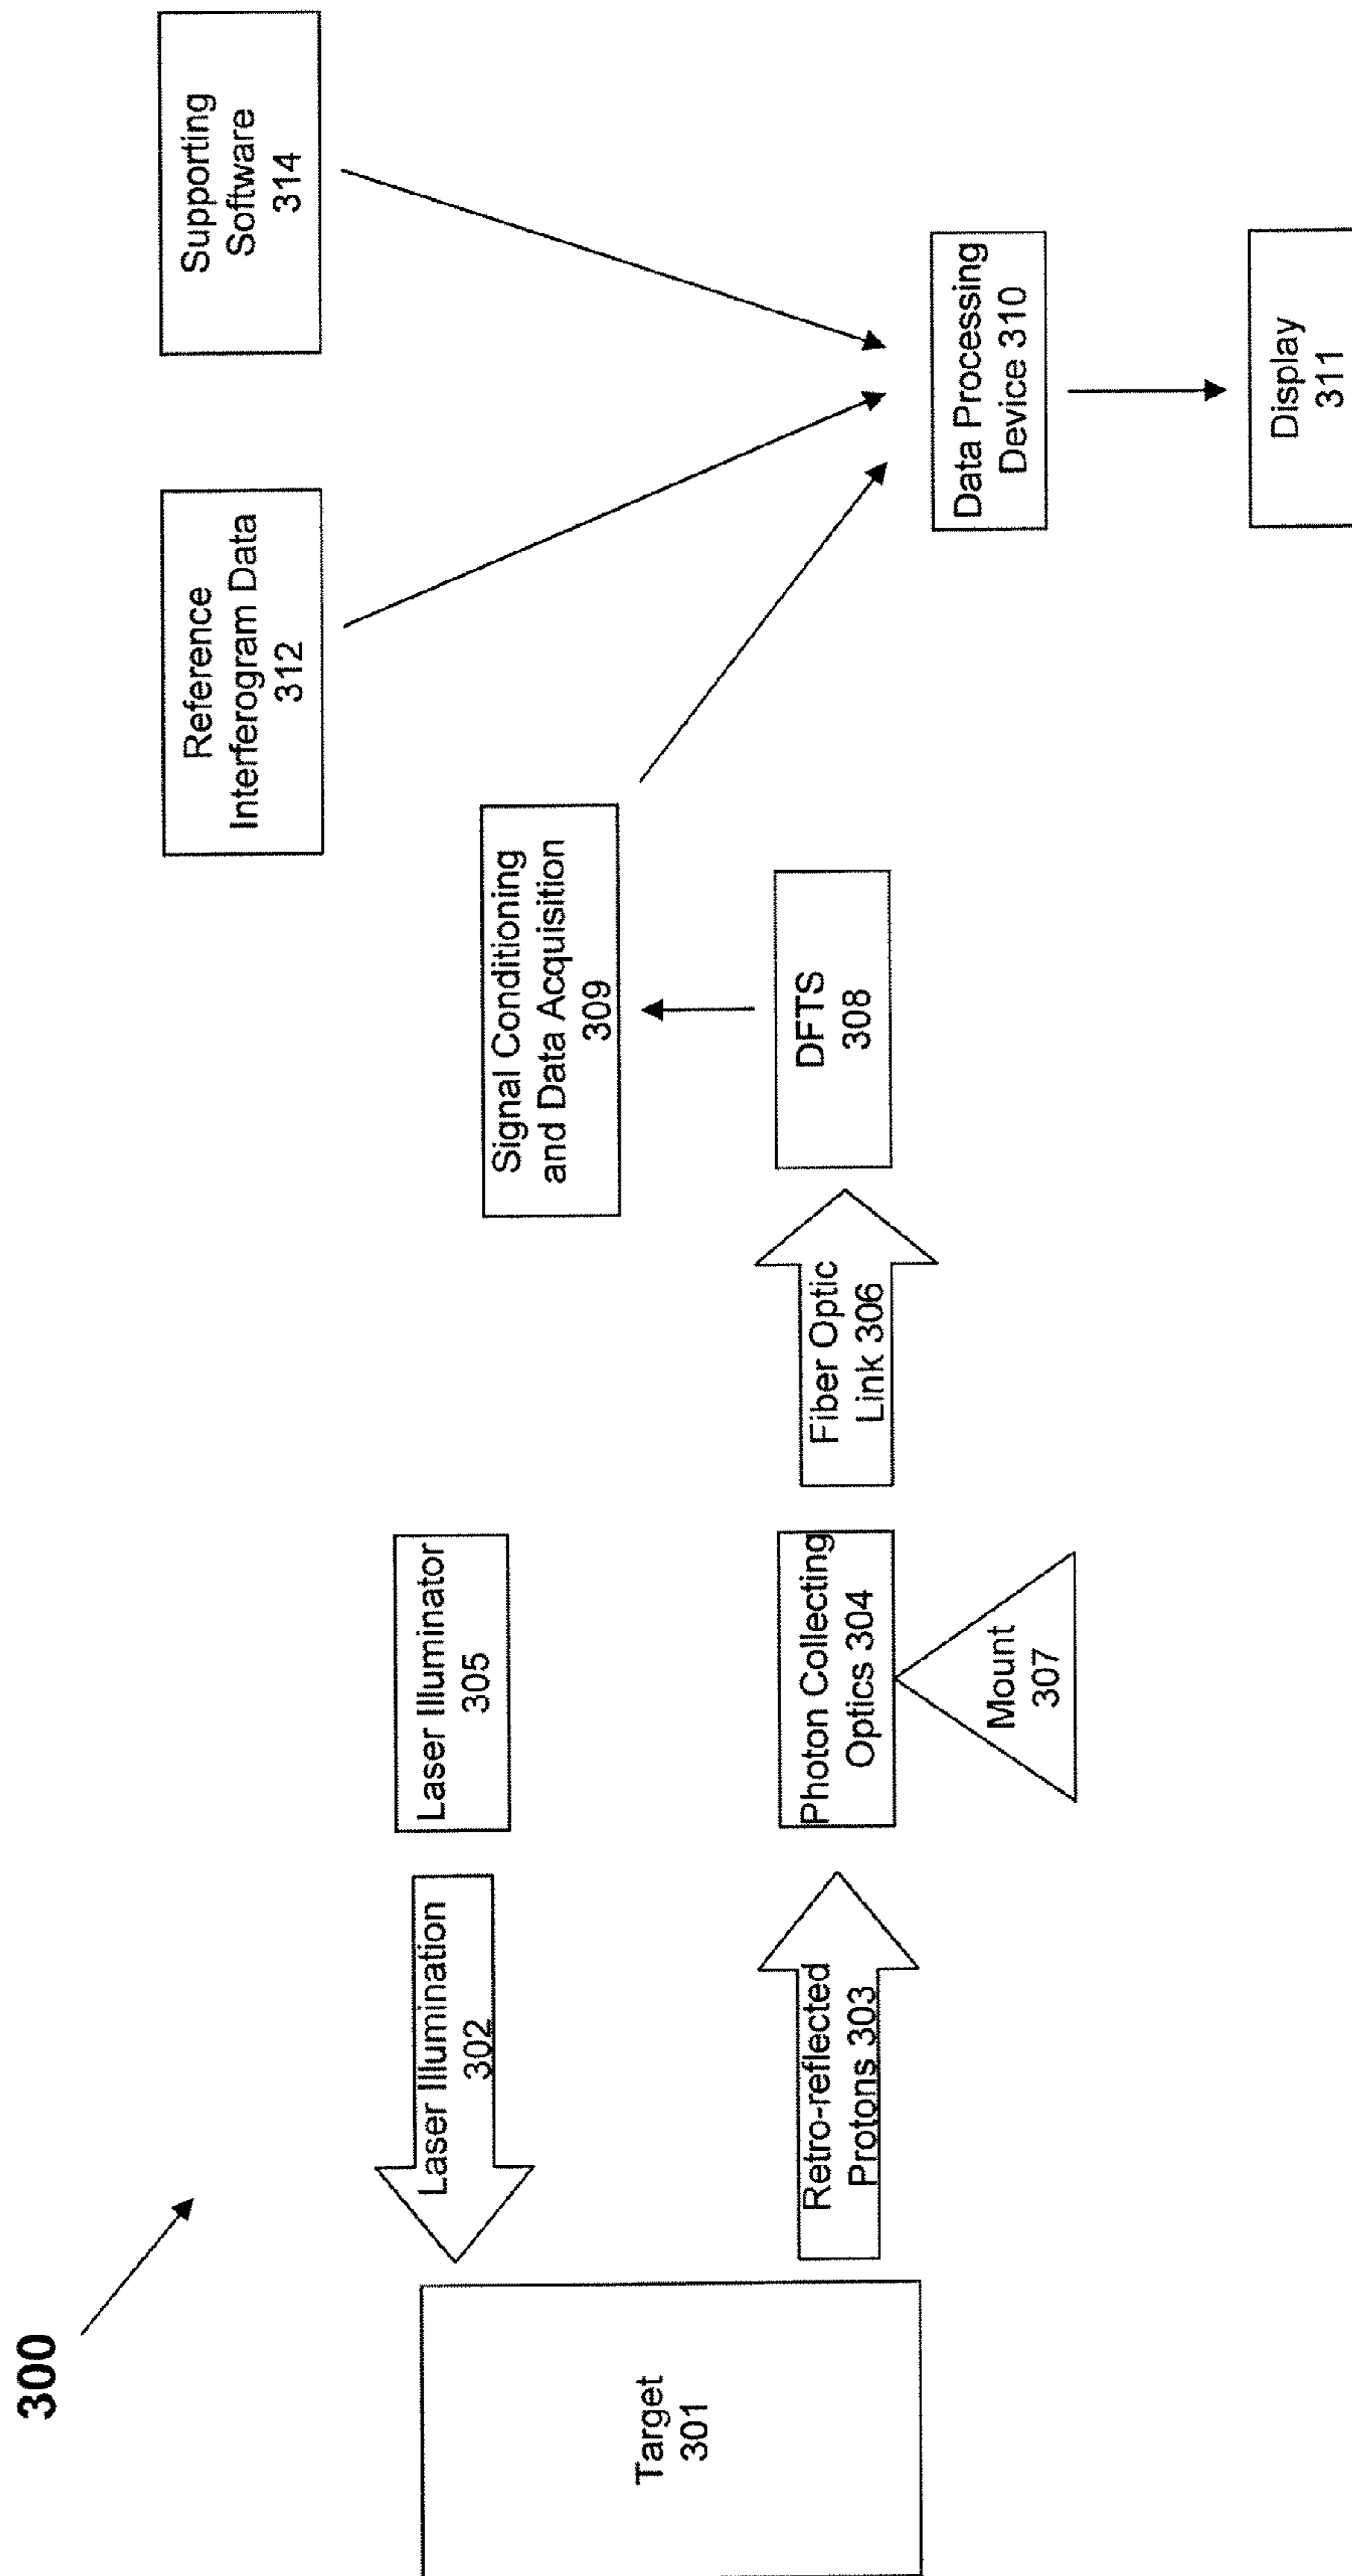 300
Target
301
Laser Illumination
302
Retro-reflected
Protons 303
Laser Illuminator
305
Photon Collecting
Optics 304
Mount
307
Fiber Optic
Link 306
DFTS
308
Signal Conditioning
and Data Acquisition
309
Reference
Interferogram Data
312
Supporting
Software
314
Data Processing
Device 310
Display
311